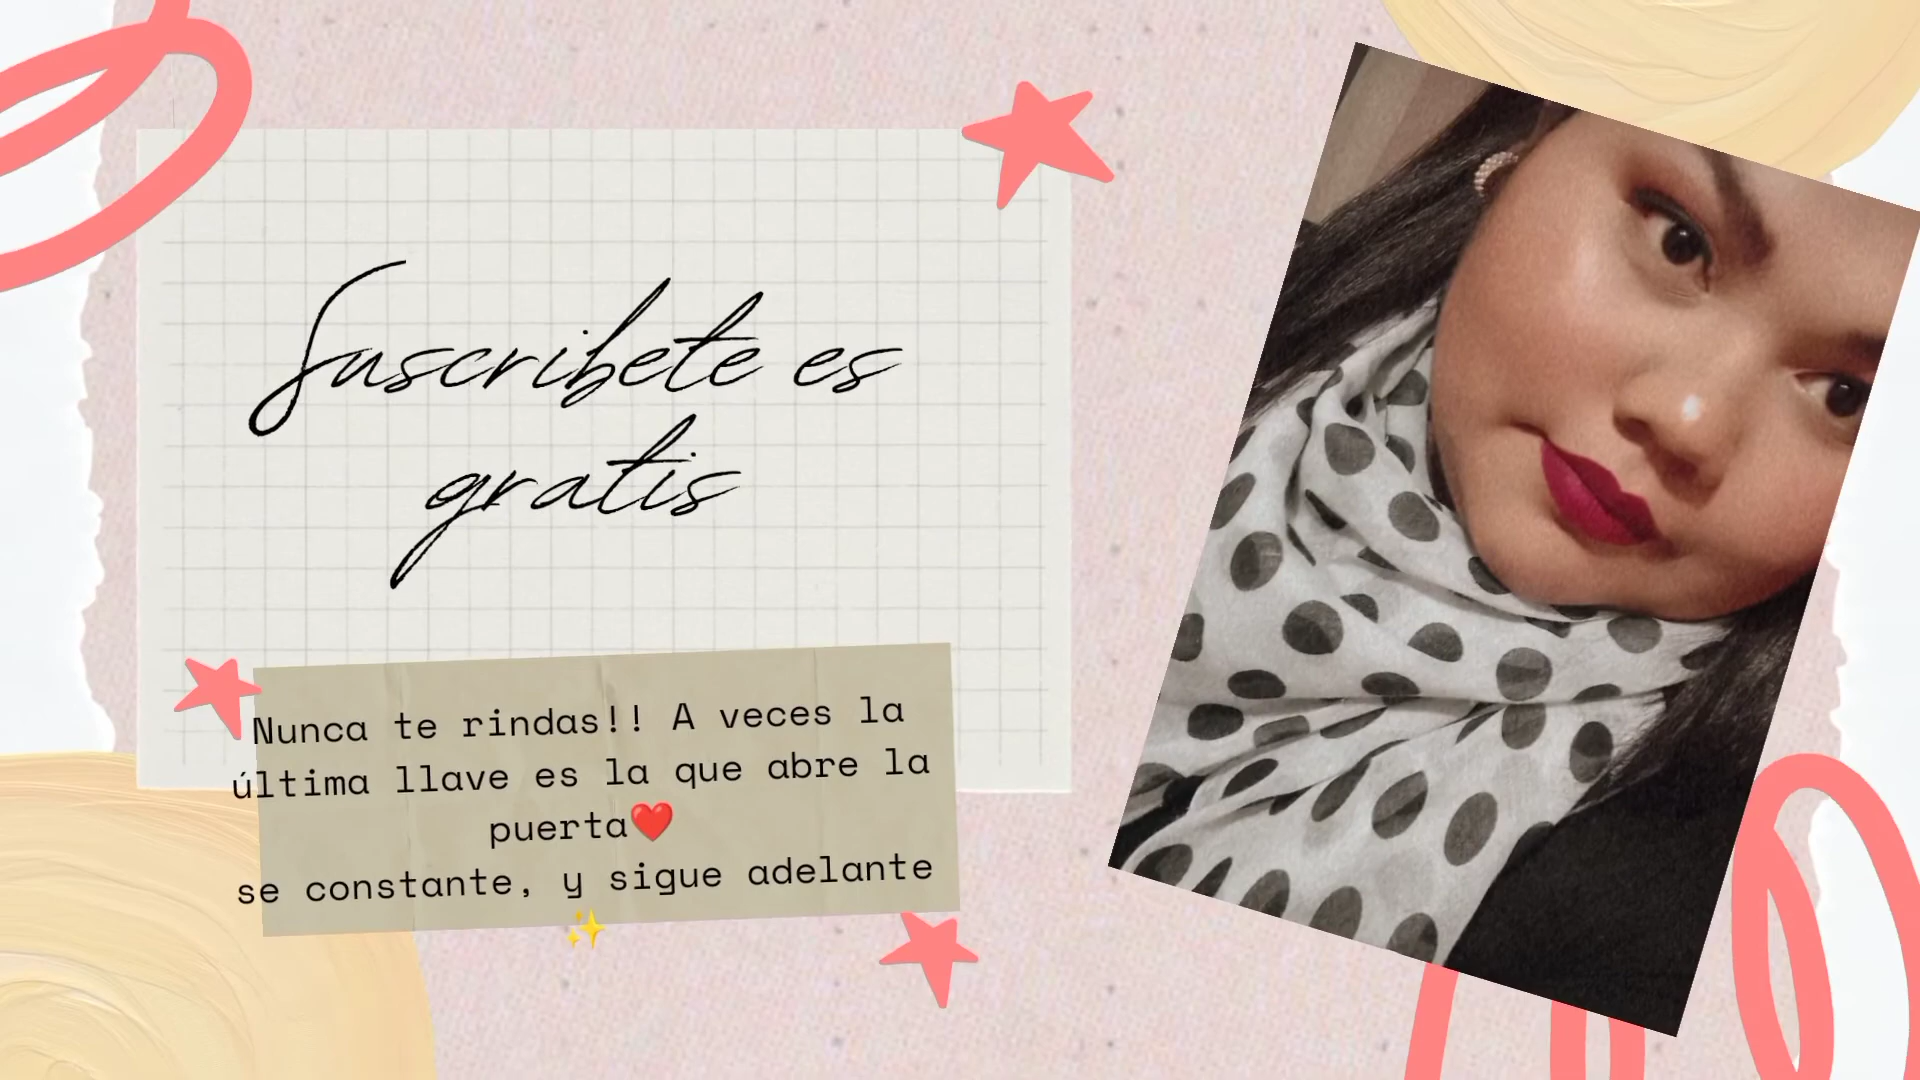 Suscribete es
gratis
Nunca te rindas!! A veces la
última llave es la que abre la
puerta❤️
se constante, y sigue adelante
✨